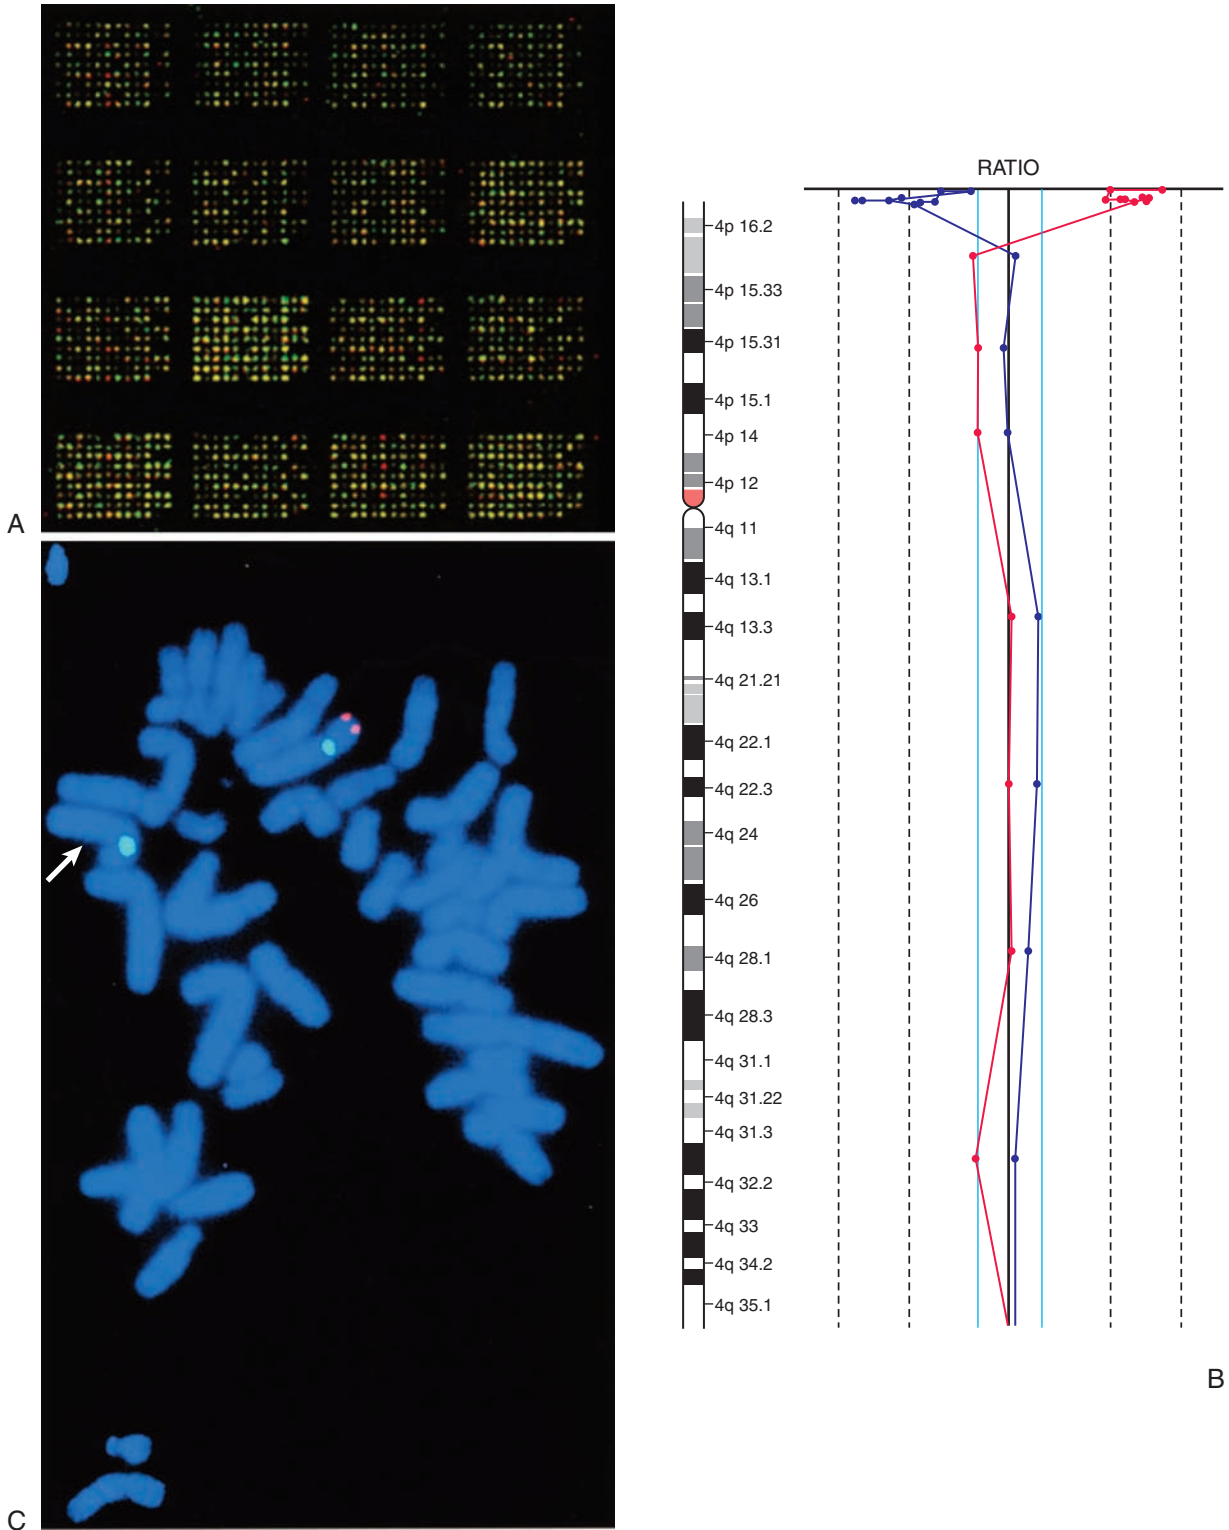 A
RATIO
4p 16.2
4p 15.33
4p 15.31
4p 15.1
4p 14
4p 12
4q 11
4q 13.1
4q 13.3
4q 21.21
4q 22.1
4q 22.3
4q 24
4q 26
4q 28.1
4q 28.3
4q 31.1
4q 31.22
4q 31.3
4q 32.2
4q 33
4q 34.2
4q 35.1
B
C